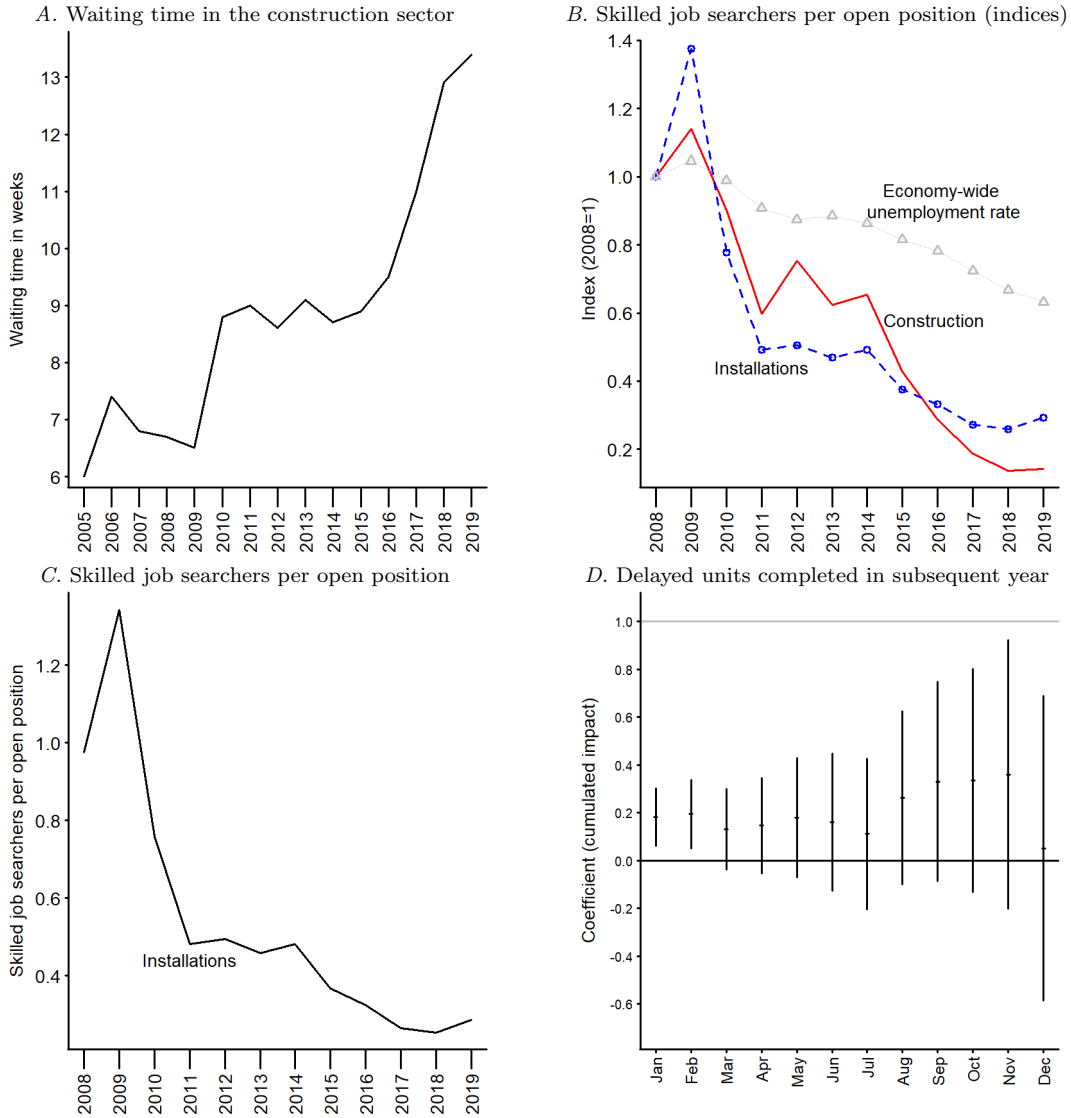 A. Waiting time in the construction sector
Waiting time in weeks
13
12
11
10
9
8
7
6
2005 2006 2007 2008 2009 2010 2011 2012 2013 2014 2015 2016 2017 2018 2019
B. Skilled job searchers per open position (indices)
Index (2008=1)
1.4
1.2
1.0
0.8
0.6
0.4
0.2
Economy-wide
unemployment rate
Construction
Installations
2008 2009 2010 2011 2012 2013 2014 2015 2016 2017 2018 2019
C. Skilled job searchers per open position
Skilled job searchers per open position
1.2
1.0
0.8
0.6
0.4
Installations
2008 2009 2010 2011 2012 2013 2014 2015 2016 2017 2018 2019
D. Delayed units completed in subsequent year
Coefficient (cumulated impact)
1.0
0.8
0.6
0.4
0.2
0.0
-0.2
-0.4
-0.6
Jan Feb Mar Apr May Jun Jul Aug Sep Oct Nov Dec